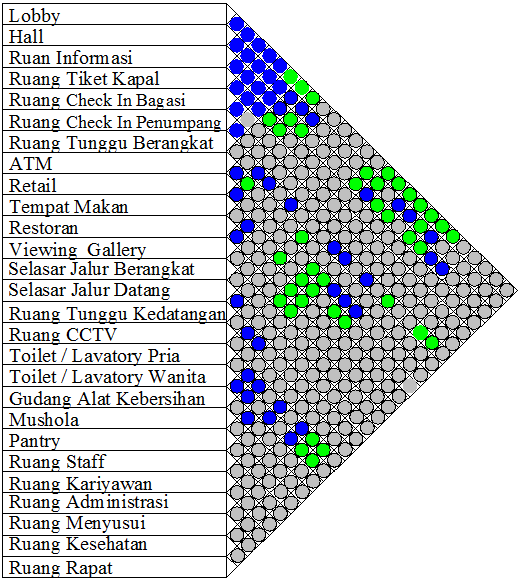 Lobby
Hall
Ruan Informasi
Ruang Tiket Kapal
Ruang Check In Bagasi
Ruang Check In Penumpang
Ruang Tunggu Berangkat
ATM
Retail
Tempat Makan
Restoran
Viewing Gallery
Selasar Jalur Berangkat
Selasar Jalur Datang
Ruang Tunggu Kedatangan
Ruang CCTV
Toilet / Lavatory Pria
Toilet / Lavatory Wanita
Gudang Alat Kebersihan
Mushola
Pantry
Ruang Staff
Ruang Kariyawan
Ruang Administrasi
Ruang Menyusui
Ruang Kesehatan
Ruang Rapat